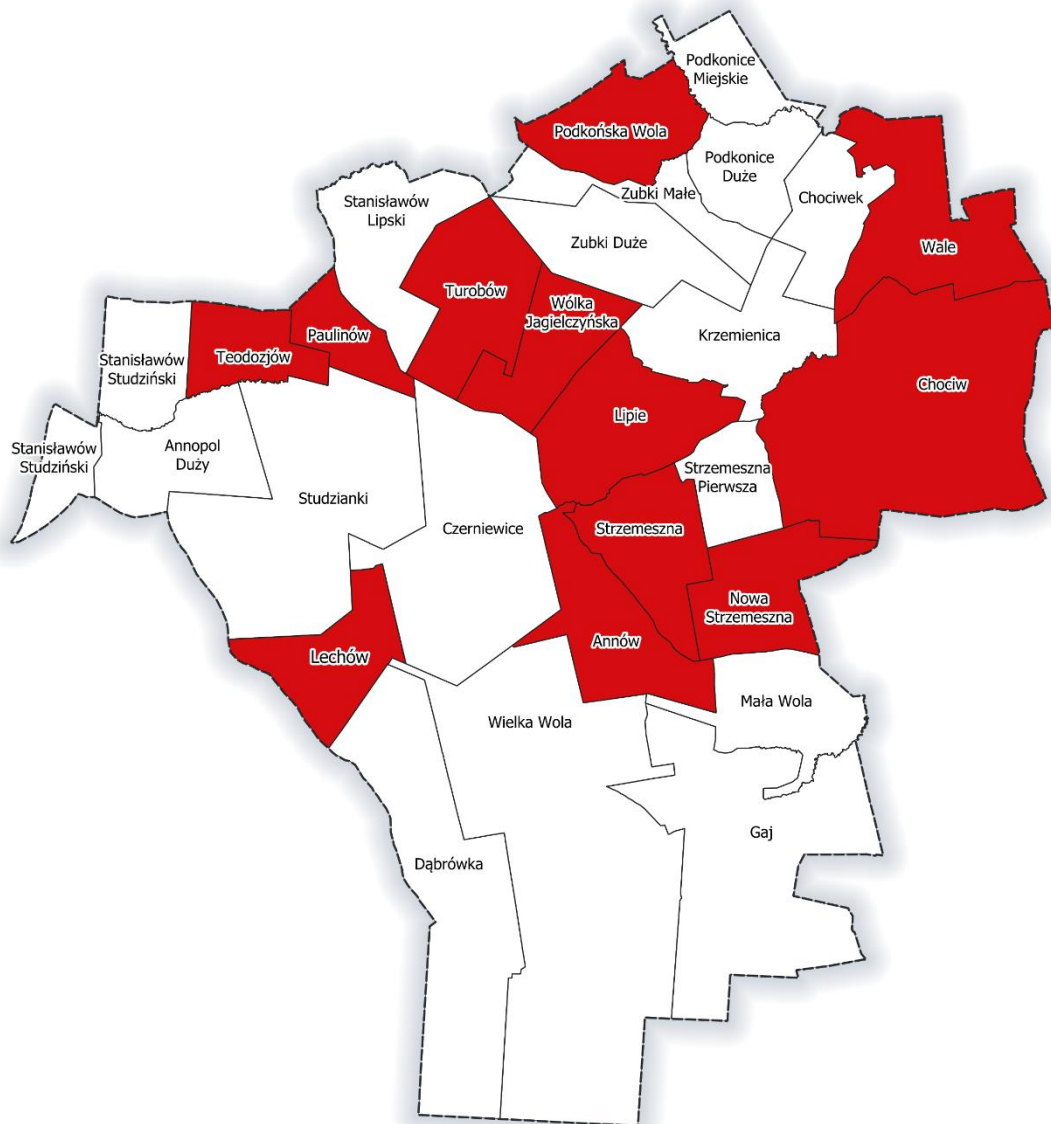 Podkonice
Miejskie
Podkońska Wola
Podkonice
Duże
Zubki Małe
Chociwek
Stanisławów
Lipski
Zubki Duże
Wale
Turobów
Wólka
Jagielczyńska
Paulinów
Krzemienica
Teodozjów
Stanisławów
Studziński
Chociw
Lipie
Stanisławów
Studziński
Annopol
Duży
Strzemeszna
Pierwsza
Studzianki
Czerniewice
Strzemeszna
Nowa
Strzemeszna
Annów
Lechów
Mała Wola
Wielka Wola
Gaj
Dąbrówka